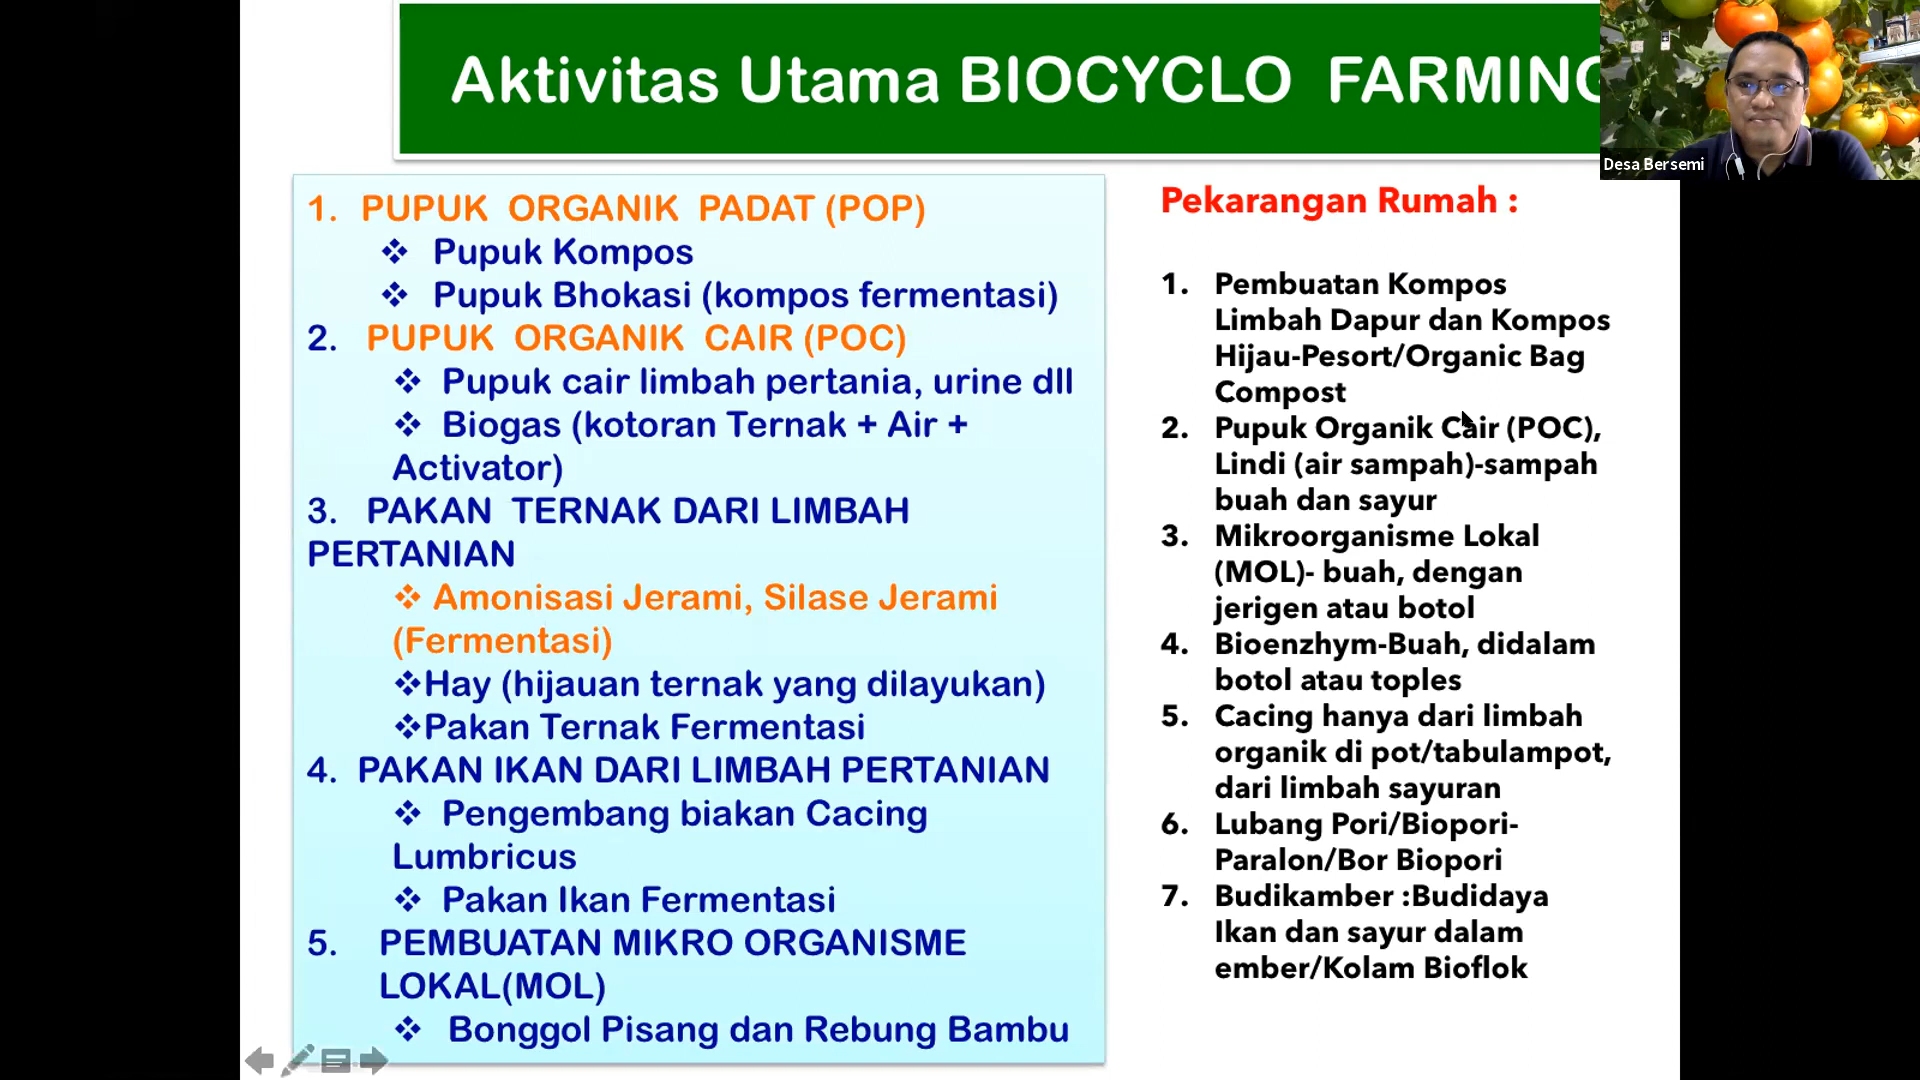 Aktivitas Utama BIOCYCLO FARMING
Desa Bersemi
1. PUPUK ORGANIK PADAT (POP)
❖ Pupuk Kompos
❖ Pupuk Bhokasi (kompos fermentasi)
2. PUPUK ORGANIK CAIR (POC)
❖ Pupuk cair limbah pertania, urine dll
❖ Biogas (kotoran Ternak + Air +
Activator)
3. PAKAN TERNAK DARI LIMBAH
PERTANIAN
❖ Amonisasi Jerami, Silase Jerami
(Fermentasi)
❖Hay (hijauan ternak yang dilayukan)
❖Pakan Ternak Fermentasi
4. PAKAN IKAN DARI LIMBAH PERTANIAN
❖ Pengembang biakan Cacing
Lumbricus
❖ Pakan Ikan Fermentasi
5. PEMBUATAN MIKRO ORGANISME
LOKAL(MOL)
❖ Bonggol Pisang dan Rebung Bambu
Pekarangan Rumah :
1. Pembuatan Kompos
Limbah Dapur dan Kompos
Hijau-Pesort/Organic Bag
Compost
2. Pupuk Organik Cair (POC),
Lindi (air sampah)-sampah
buah dan sayur
3. Mikroorganisme Lokal
(MOL)- buah, dengan
jerigen atau botol
4. Bioenzhym-Buah, didalam
botol atau toples
5. Cacing hanya dari limbah
organik di pot/tabulampot,
dari limbah sayuran
6. Lubang Pori/Biopori-
Paralon/Bor Biopori
7. Budikamber :Budidaya
Ikan dan sayur dalam
ember/Kolam Bioflok